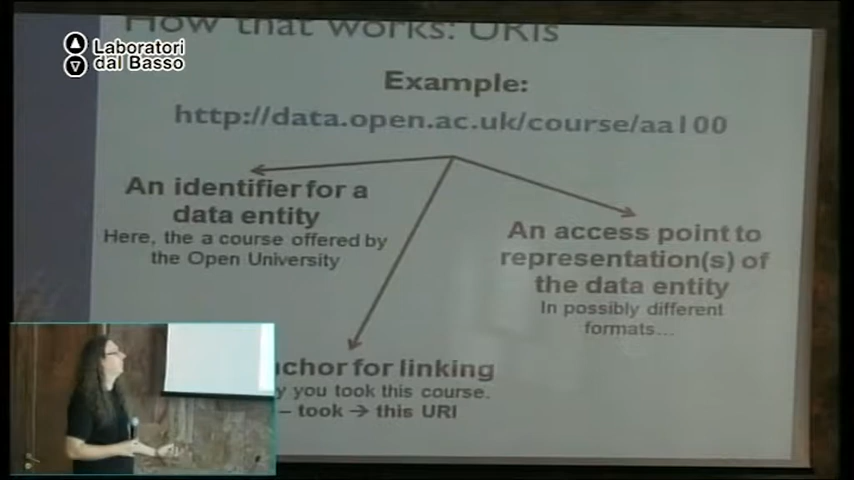 How that works: URIs
Laboratori
dal Basso
Example:
http://data.open.ac.uk/course/aa100
An identifier for a
data entity
Here, the a course offered by
the Open University
An access point to
representation(s) of
the data entity
In possibly different
formats...
chor for linking
y you took this course.
– took → this URI